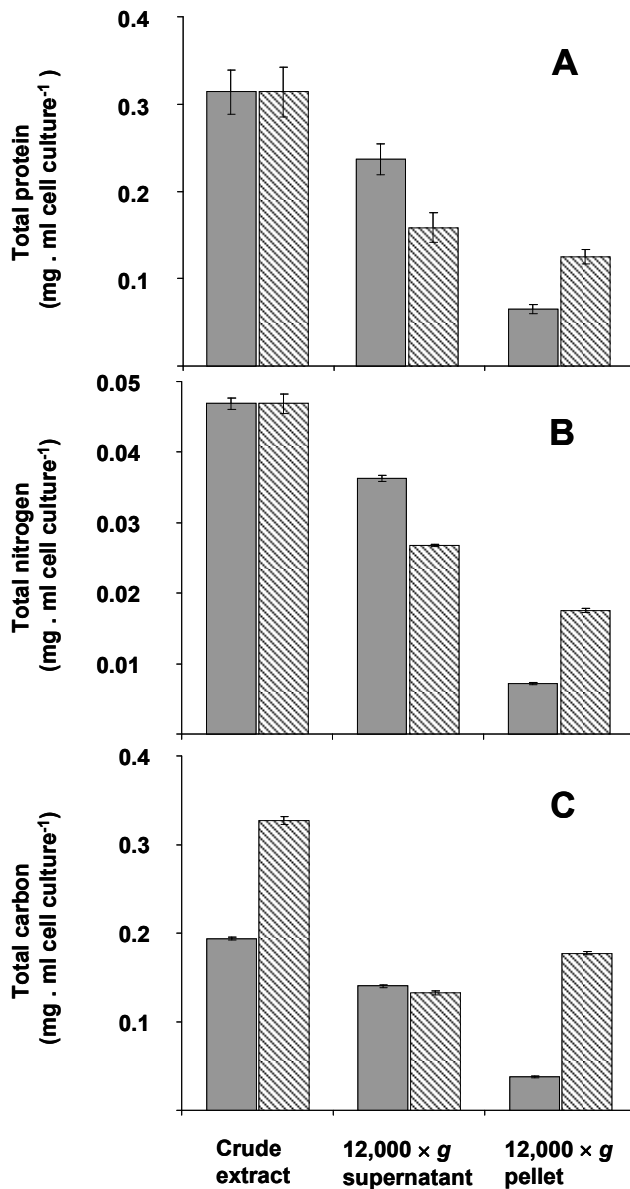 0.4
0.3
0.2
0.1
Total protein
(mg . ml cell culture⁻¹ )
A
0.05
0.04
0.03
0.02
0.01
Total nitrogen
(mg . ml cell culture⁻¹)
B
0.4
0.3
0.2
0.1
Total carbon
(mg . ml cell culture⁻¹)
C
Crude
extract
12,000 × g
supernatant
12,000 × g
pellet